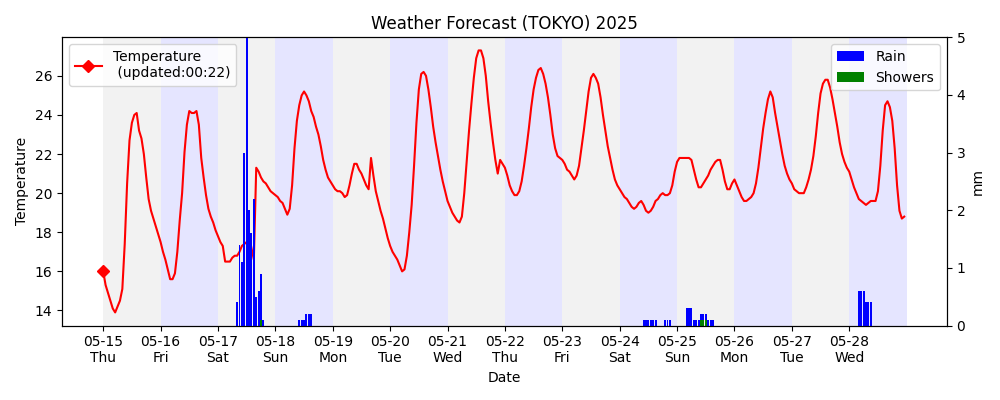 Weather Forecast (TOKYO) 2025
Temperature
(updated:00:22)
Rain
Showers
Temperature
26
24
22
20
18
16
14
5
4
3
2
1
0
mm
05-15 05-16 05-17 05-18 05-19 05-20 05-21 05-22 05-23 05-24 05-25 05-26 05-27 05-28
Thu Fri Sat Sun Mon Tue Wed Thu Fri Sat Sun Mon Tue Wed
Date